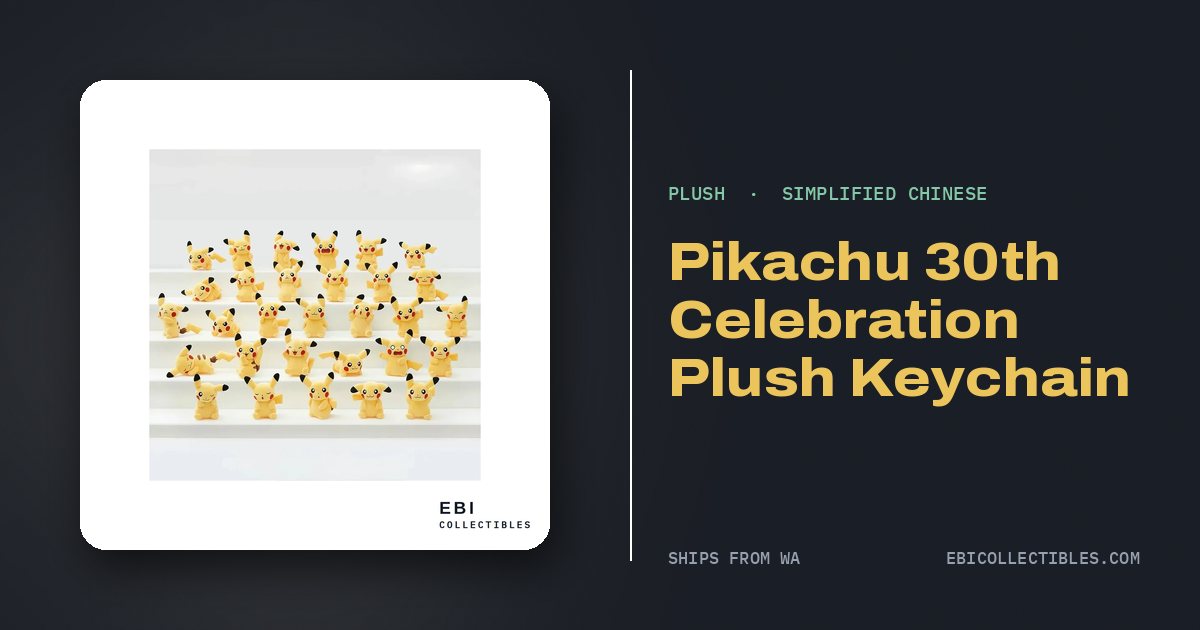 EBI
COLLECTIBLES
PLUSH · SIMPLIFIED CHINESE
Pikachu 30th
Celebration
Plush Keychain
SHIPS FROM WA
EBICOLLECTIBLES.COM